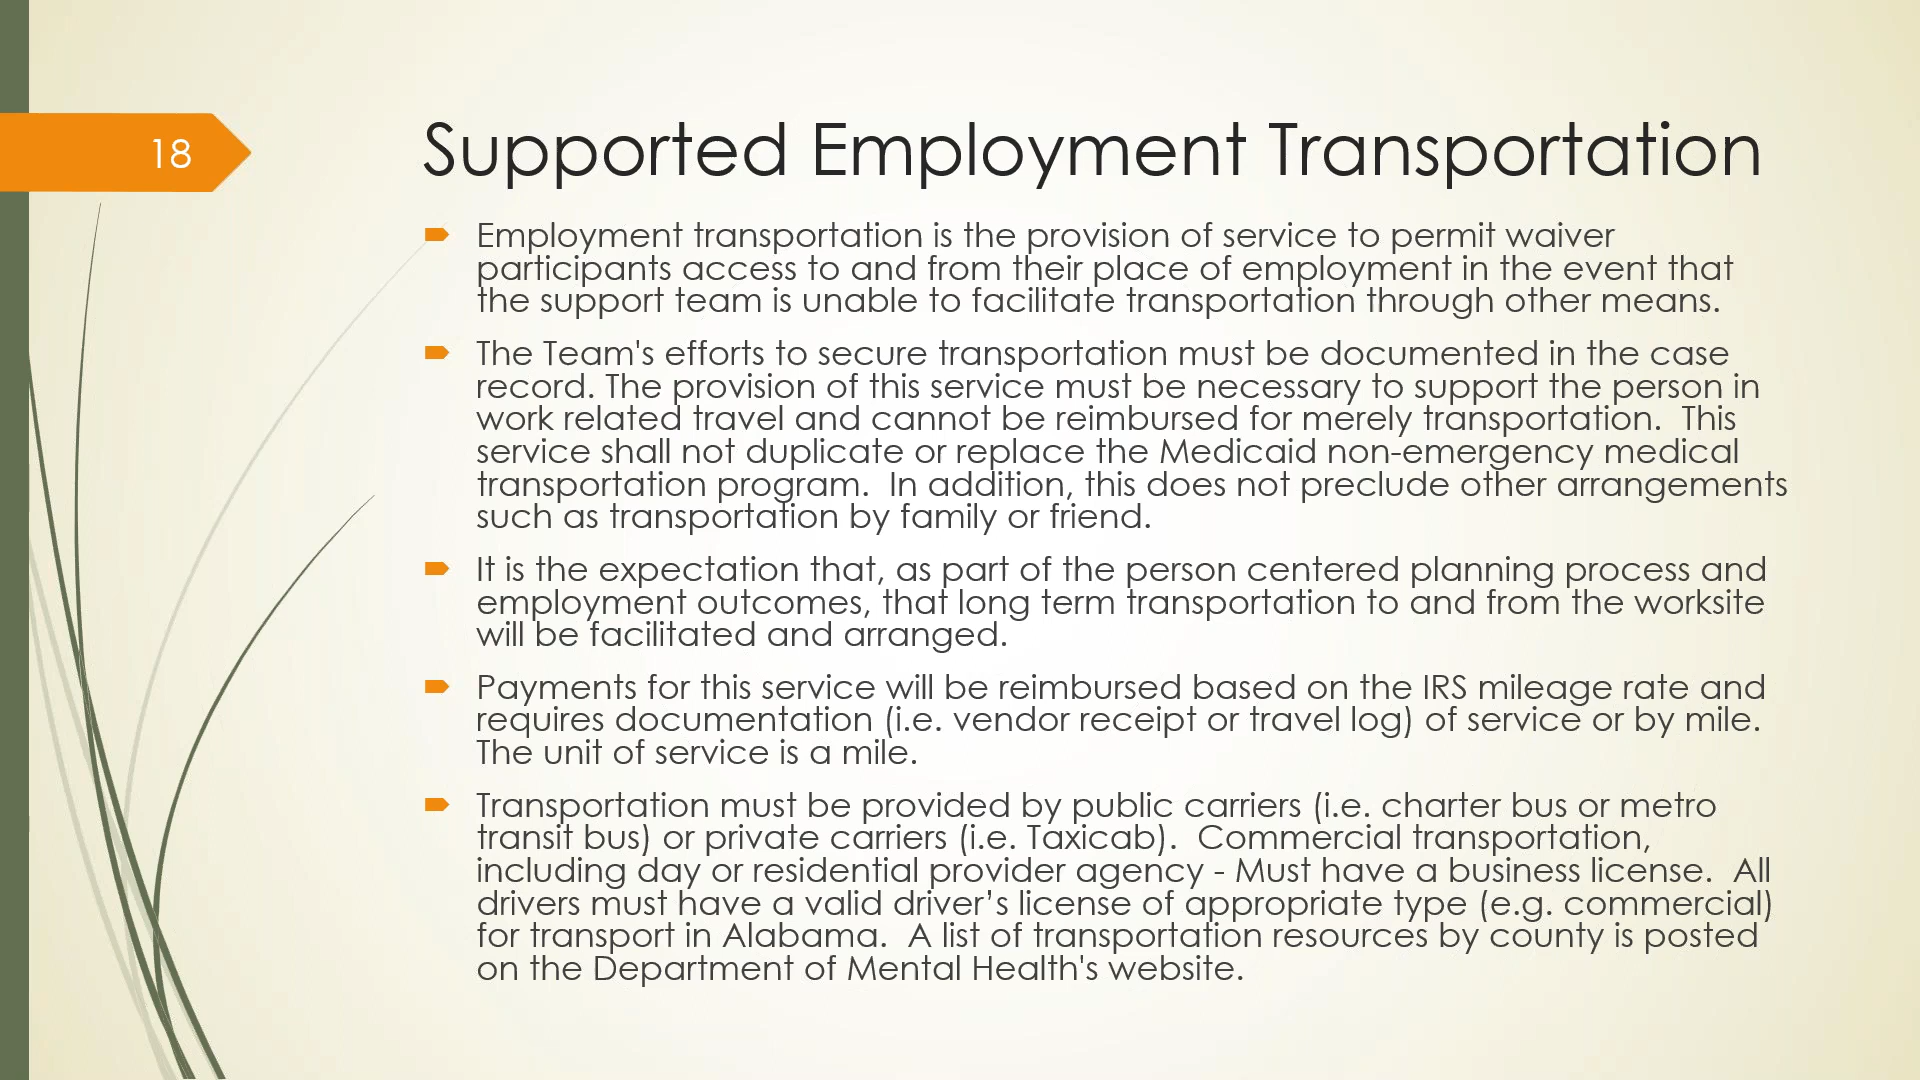 18
Supported Employment Transportation
Employment transportation is the provision of service to permit waiver
participants access to and from their place of employment in the event that
the support team is unable to facilitate transportation through other means.
The Team's efforts to secure transportation must be documented in the case
record. The provision of this service must be necessary to support the person in
work related travel and cannot be reimbursed for merely transportation.  This
service shall not duplicate or replace the Medicaid non-emergency medical
transportation program.  In addition, this does not preclude other arrangements
such as transportation by family or friend.
It is the expectation that, as part of the person centered planning process and
employment outcomes, that long term transportation to and from the worksite
will be facilitated and arranged.
Payments for this service will be reimbursed based on the IRS mileage rate and
requires documentation (i.e. vendor receipt or travel log) of service or by mile.
The unit of service is a mile.
Transportation must be provided by public carriers (i.e. charter bus or metro
transit bus) or private carriers (i.e. Taxicab).  Commercial transportation,
including day or residential provider agency - Must have a business license.  All
drivers must have a valid driver’s license of appropriate type (e.g. commercial)
for transport in Alabama.  A list of transportation resources by county is posted
on the Department of Mental Health's website.